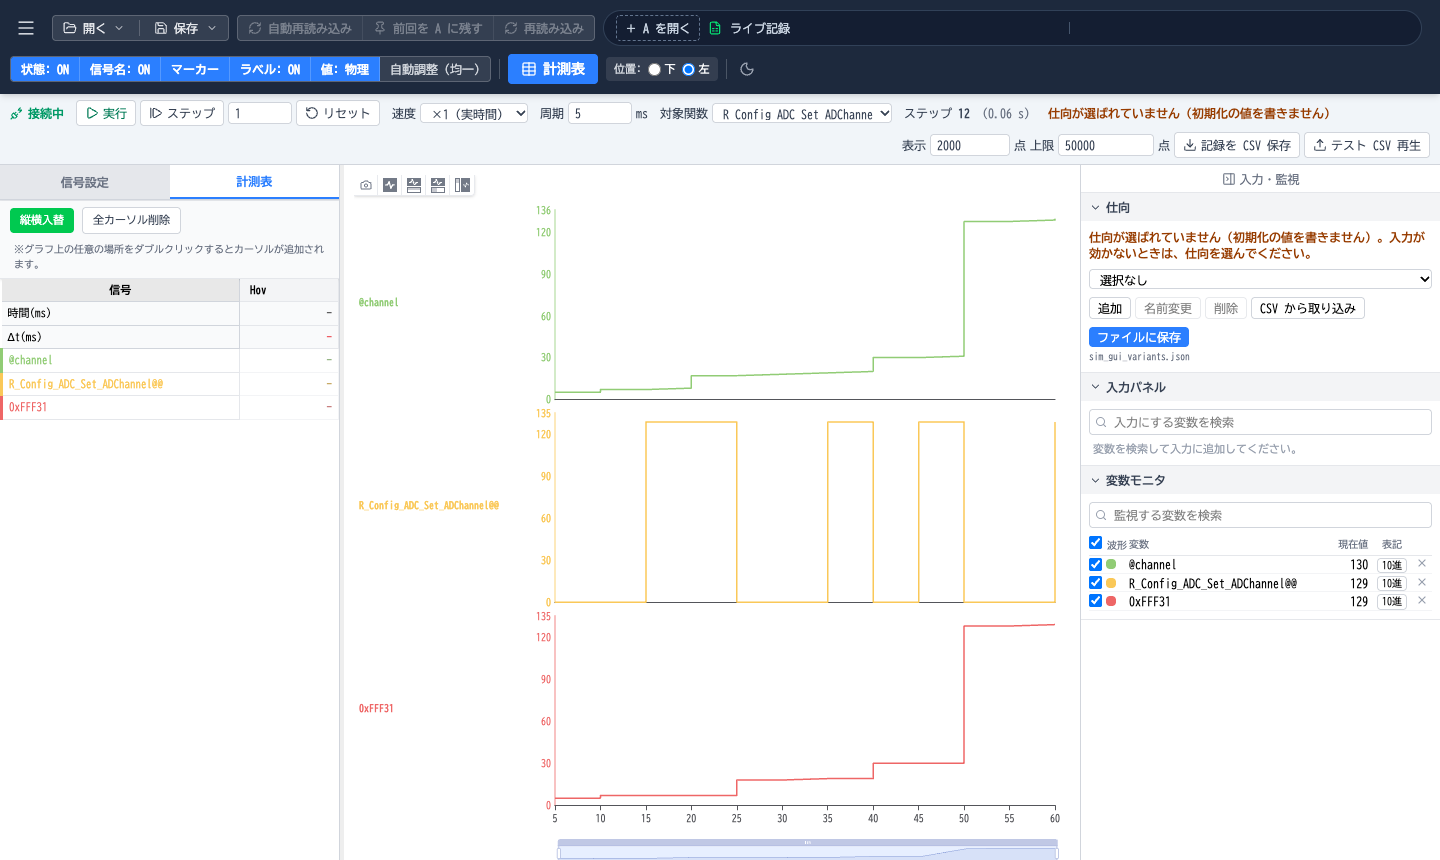 開く 保存 自動再読み込み 前回を A に残す 再読み込み + A を開く ライブ記録
状態: ON 信号名: ON マーカー ラベル: ON 値: 物理 自動調整 (均一) 計測表 位置: 下 左
接続中 実行 ステップ 1 リセット 速度 ×1 (実時間) 周期 5 ms 対象関数 R_Config_ADC_Set_ADChanne ステップ 12 (0.06 s) 仕向が選ばれていません（初期化の値を書きません）
表示 2000 点 上限 50000 点 記録を CSV 保存 テスト CSV 再生
信号設定 計測表
縦横入替 全カーソル削除
※グラフ上の任意の場所をダブルクリックするとカーソルが追加され
ます。
信号 Hov
時間(ms) -
Δt(ms) -
@channel -
R_Config_ADC_Set_ADChannel@@ -
0xFFF31 -
136
120
90
@channel
60
30
0
135
120
90
R_Config_ADC_Set_ADChannel@@
60
30
0
135
120
90
0xFFF31
60
30
0
5 10 15 20 25 30 35 40 45 50 55 60
入力・監視
仕向
仕向が選ばれていません（初期化の値を書きません）。入力が
効かないときは、仕向を選んでください。
選択なし
追加 名前変更 削除 CSV から取り込み
ファイルに保存
sim_gui_variants.json
入力パネル
入力にする変数を検索
変数を検索して入力に追加してください。
変数モニタ
監視する変数を検索
波形 変数 現在値 表記
@channel 130 10進 ×
R_Config_ADC_Set_ADChannel@@ 129 10進 ×
0xFFF31 129 10進 ×